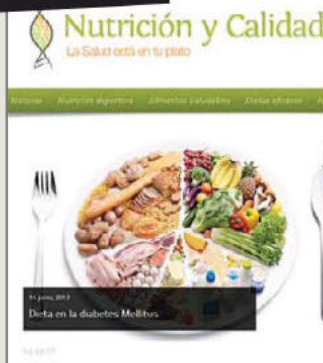 Nutrición y Calidad
La Salud está en tu plato
Nutrición deportiva Alimentos saludables Dietas eficaces
Dieta en la diabetes Mellitus